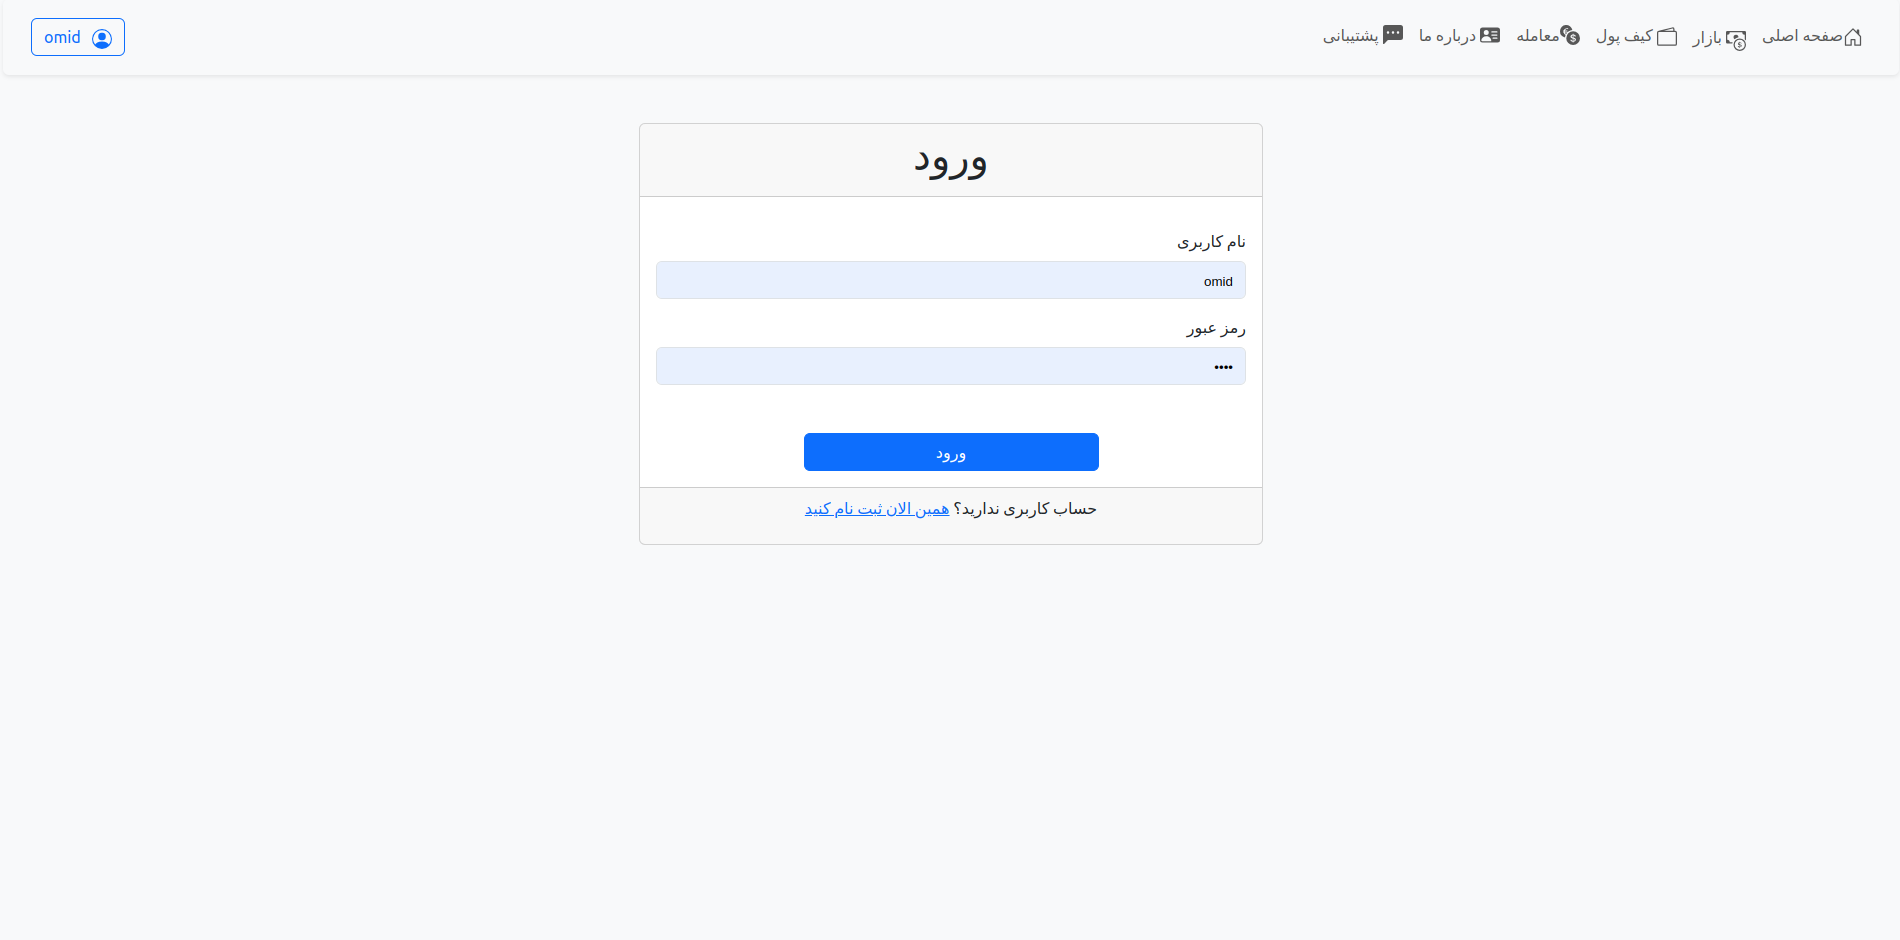 صفحه اصلی بازار کیف پول معامله درباره ما پشتیبانی omid
ورود
نام کاربری
omid
رمز عبور
••••
ورود
حساب کاربری ندارید؟ همین الان ثبت نام کنید